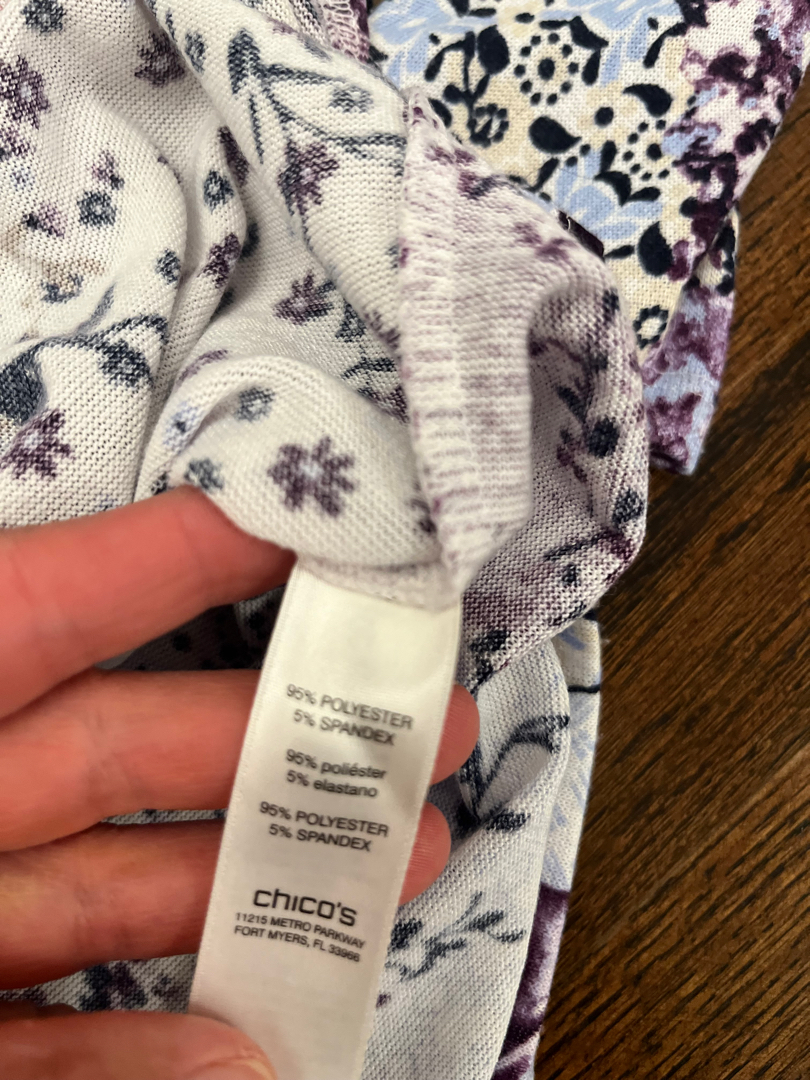 95% POLYESTER
5% SPANDEX
95% poliéster
5% elastano
95% POLYESTER
5% SPANDEX
chico's
11215 METRO PARKWAY
FORT MYERS, FL 33966